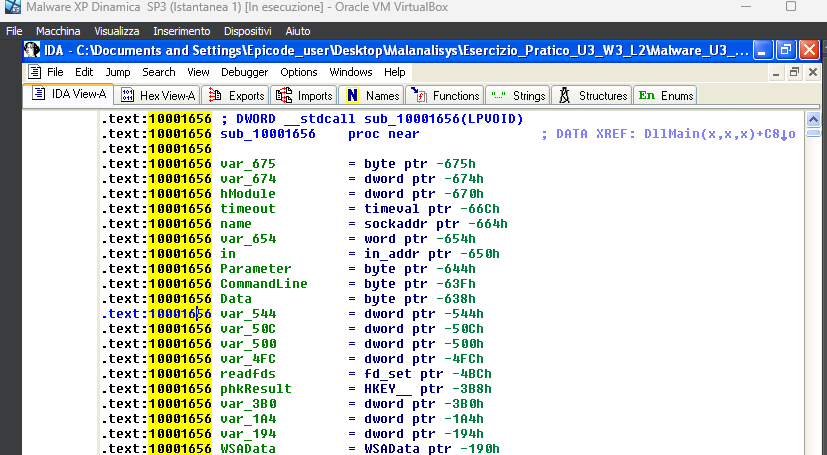 Malware XP Dinamica SP3 (Istantanea 1) [In esecuzione] - Oracle VM VirtualBox
File Macchina Visualizza Inserimento Dispositivi Aiuto
IDA - C:\Documents and Settings\Epicode_user\Desktop\Malanalisys\Esercizio_Pratico_U3_W3_L2\Malware_U3_...
File Edit Jump Search View Debugger Options Windows Help
IDA View-A Hex View-A Exports Imports N Names Functions "..." Strings Structures En Enums
.text:10001656 ; DWORD __stdcall sub_10001656(LPVOID)
.text:10001656 sub_10001656 proc near ; DATA XREF: DllMain(x,x,x)+C8↓o
.text:10001656
.text:10001656 var_675 = byte ptr -675h
.text:10001656 var_674 = dword ptr -674h
.text:10001656 hModule = dword ptr -670h
.text:10001656 timeout = timeval ptr -66Ch
.text:10001656 name = sockaddr ptr -664h
.text:10001656 var_654 = word ptr -654h
.text:10001656 in = in_addr ptr -650h
.text:10001656 Parameter = byte ptr -644h
.text:10001656 CommandLine = byte ptr -63Fh
.text:10001656 Data = byte ptr -638h
.text:10001656 var_544 = dword ptr -544h
.text:10001656 var_50C = dword ptr -50Ch
.text:10001656 var_500 = dword ptr -500h
.text:10001656 var_4FC = dword ptr -4FCh
.text:10001656 readfds = fd_set ptr -4BCh
.text:10001656 phkResult = HKEY__ ptr -3B8h
.text:10001656 var_3B0 = dword ptr -3B0h
.text:10001656 var_1A4 = dword ptr -1A4h
.text:10001656 var_194 = dword ptr -194h
.text:10001656 WSAData = WSAData ptr -190h